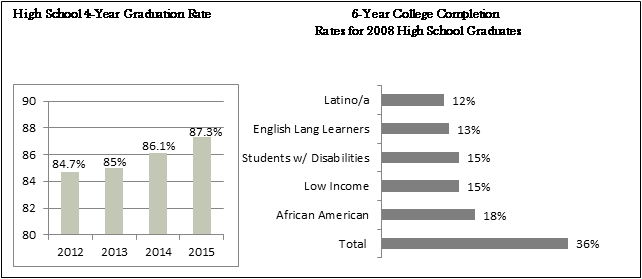 High School 4-Year Graduation Rate
90
88
86
84
82
80
84.7%
85%
86.1%
87.3%
2012 2013 2014 2015
6-Year College Completion
Rates for 2008 High School Graduates
Latino/a 12%
English Lang Learners 13%
Students w/ Disabilities 15%
Low Income 15%
African American 18%
Total 36%